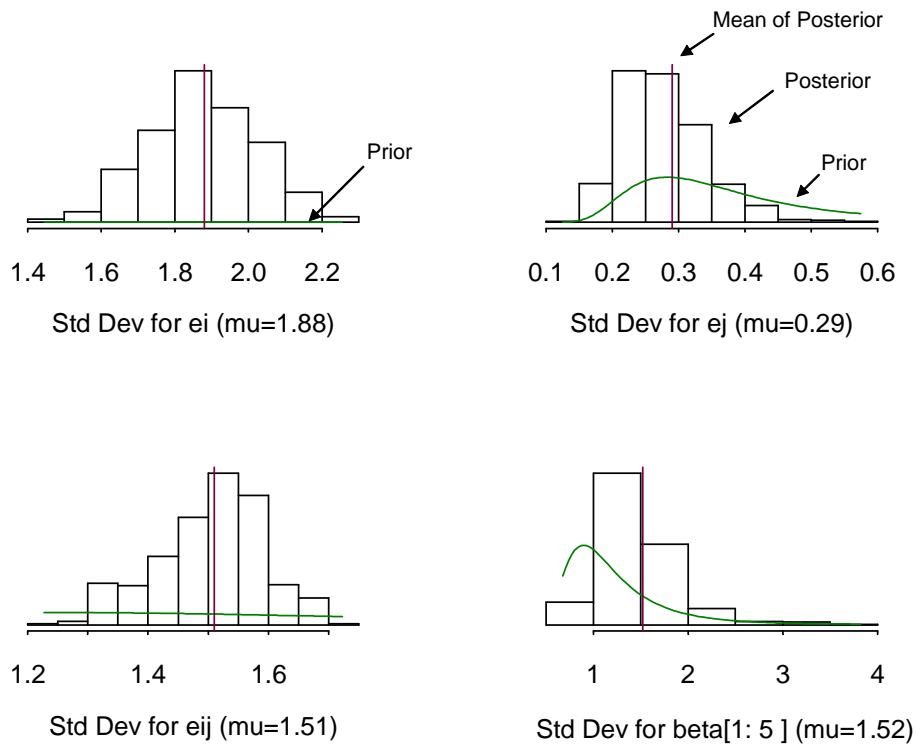 Mean of Posterior
Posterior
Prior
Prior
1.4 1.6 1.8 2.0 2.2
Std Dev for ei (mu=1.88)
0.1 0.2 0.3 0.4 0.5 0.6
Std Dev for ej (mu=0.29)
1.2 1.4 1.6
Std Dev for eij (mu=1.51)
1 2 3 4
Std Dev for beta[1: 5 ] (mu=1.52)